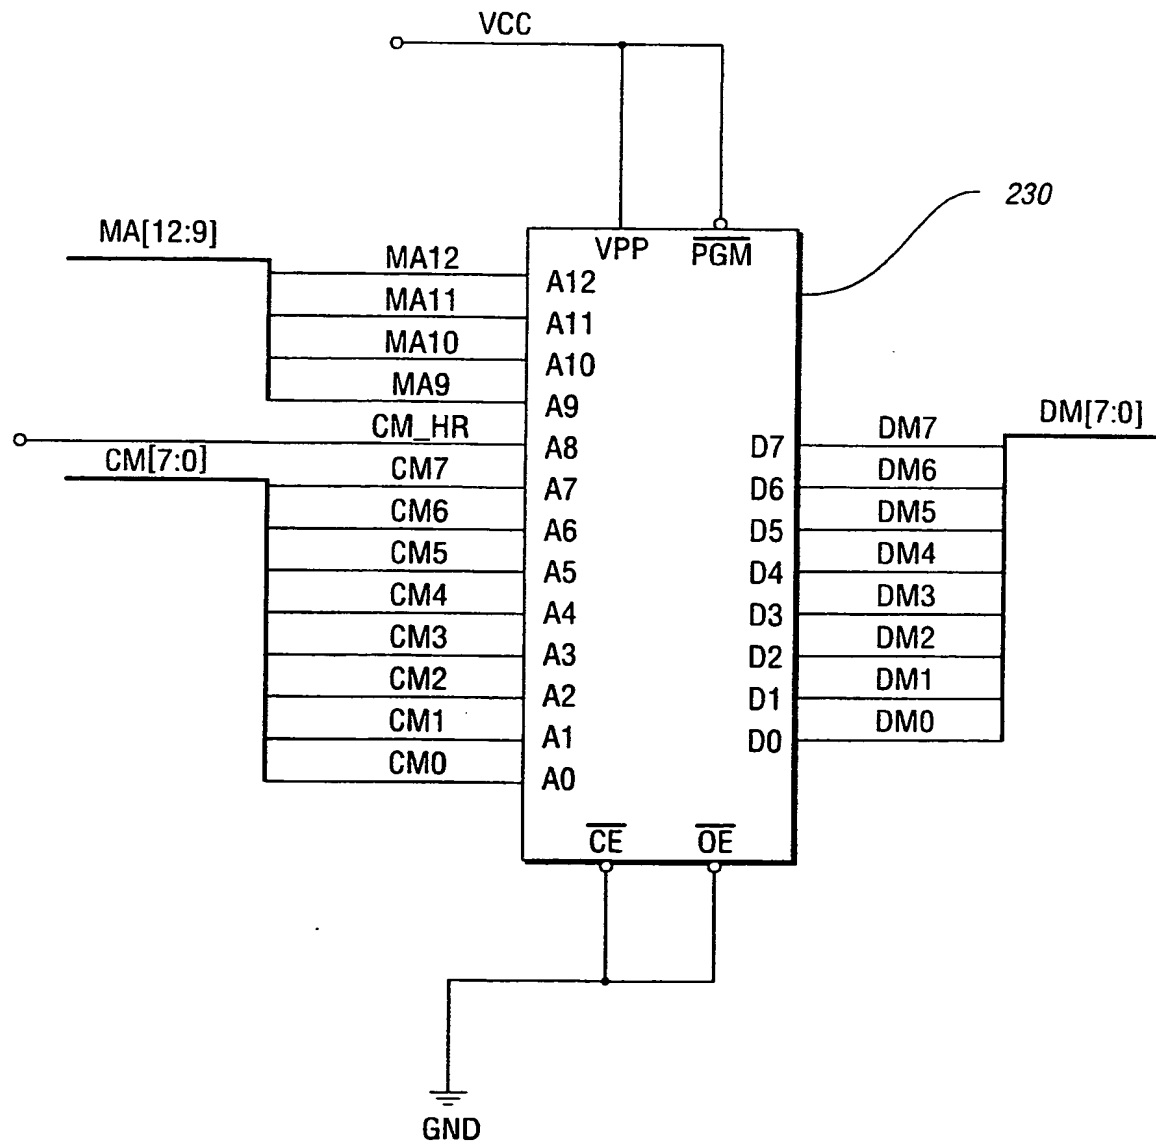 VCC
230
MA[12:9]
VPP
PGM
MA12
A12
MA11
A11
MA10
A10
MA9
A9
CM_HR
A8
CM[7:0]
CM7
A7
CM6
A6
CM5
A5
CM4
A4
CM3
A3
CM2
A2
CM1
A1
CM0
A0
D7
DM7
DM[7:0]
D6
DM6
D5
DM5
D4
DM4
D3
DM3
D2
DM2
D1
DM1
D0
DM0
CE
OE
GND